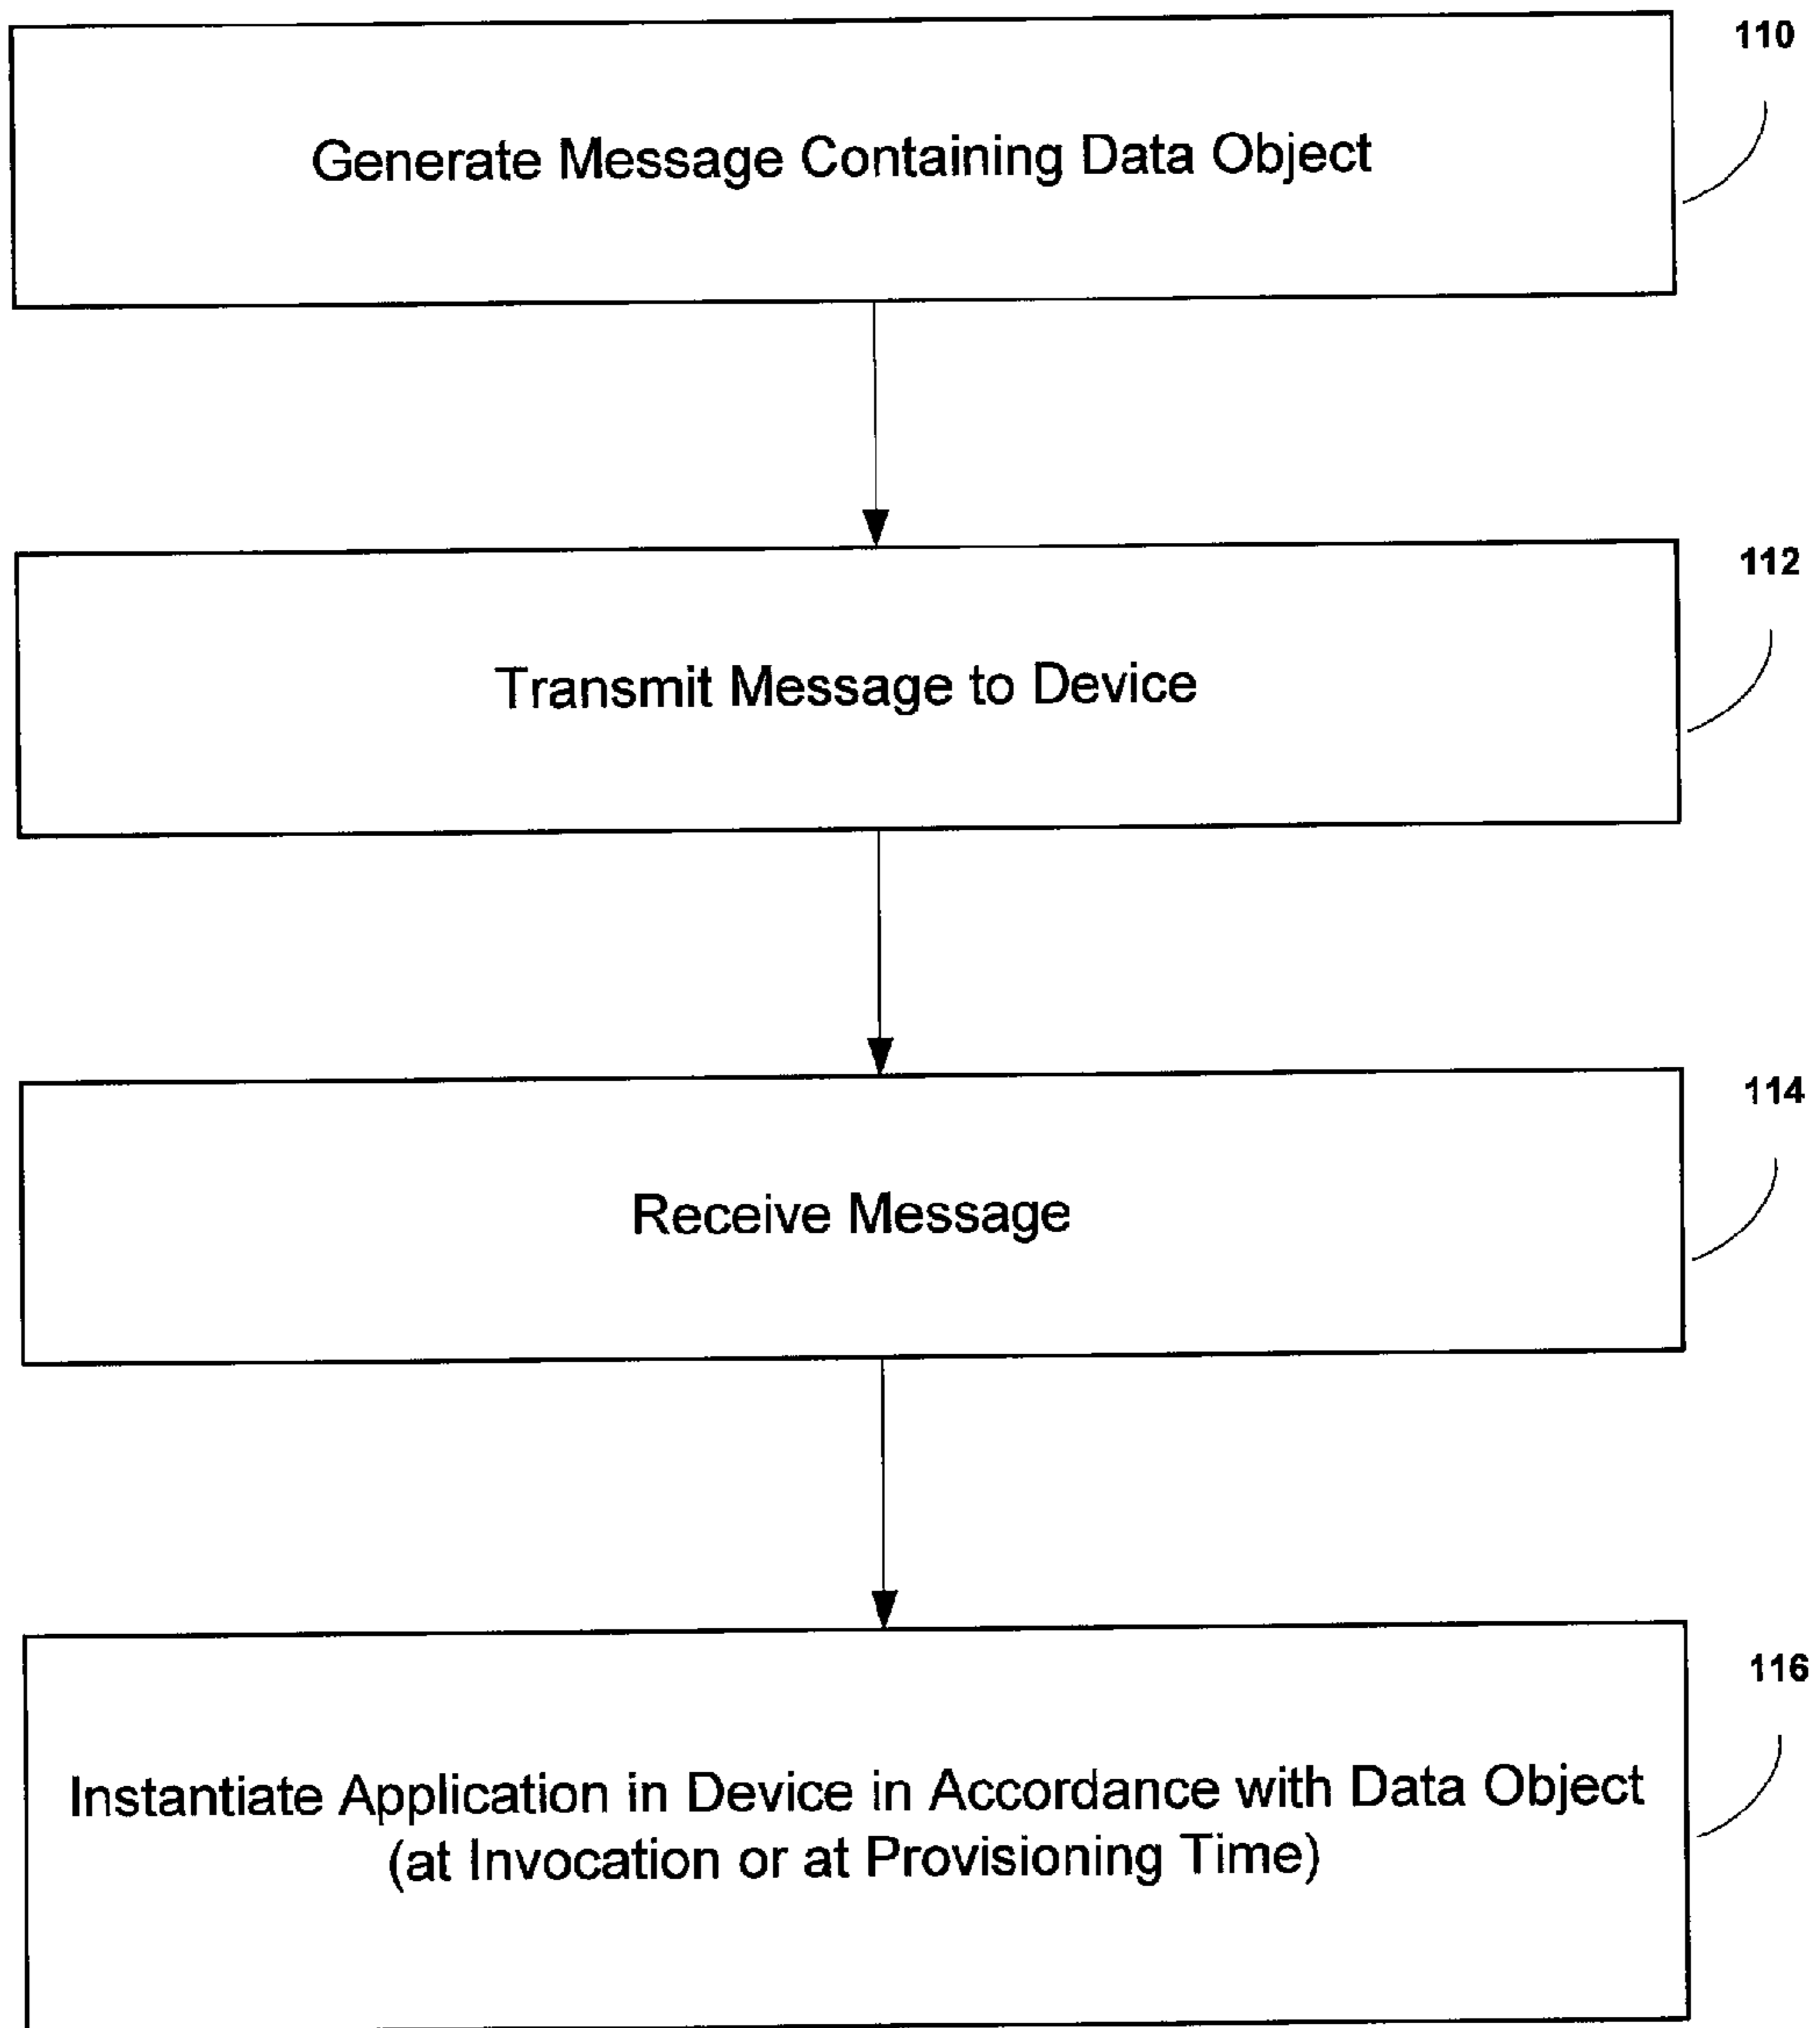 110
Generate Message Containing Data Object
112
Transmit Message to Device
114
Receive Message
116
Instantiate Application in Device in Accordance with Data Object
(at Invocation or at Provisioning Time)